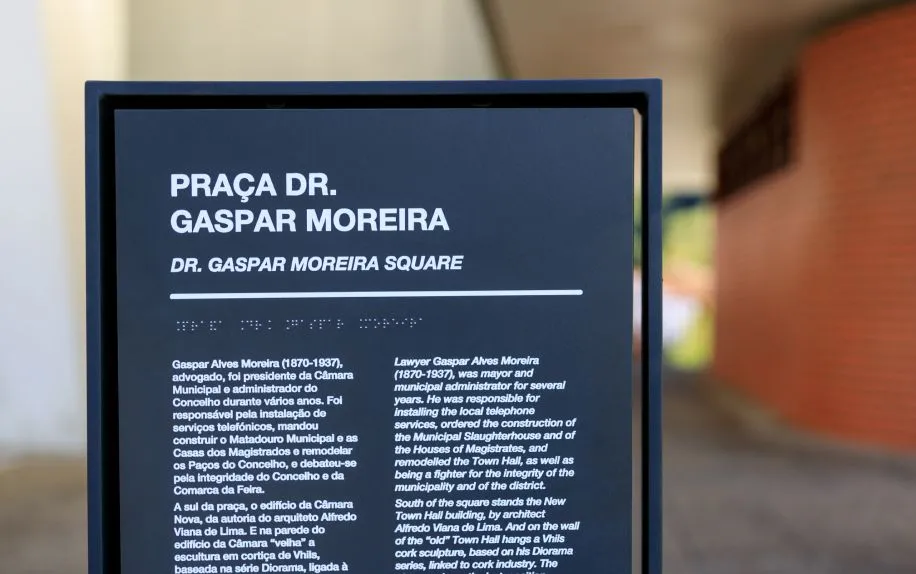 PRAÇA DR.
GASPAR MOREIRA
DR. GASPAR MOREIRA SQUARE
Gaspar Alves Moreira (1870-1937),
advogado, foi presidente da Câmara
Municipal e administrador do
Concelho durante vários anos. Foi
responsável pela instalação de
serviços telefónicos, mandou
construir o Matadouro Municipal e as
Casas dos Magistrados e remodelar
os Paços do Concelho, e debateu-se
pela integridade do Concelho e da
Comarca da Feira.
A sul da praça, o edifício da Câmara
Nova, da autoria do arquiteto Alfredo
Viana de Lima. E na parede do
edifício da Câmara “velha” a
escultura em cortiça de Vhils,
baseada na série Diorama, ligada à
Lawyer Gaspar Alves Moreira
(1870-1937), was mayor and
municipal administrator for several
years. He was responsible for
installing the local telephone
services, ordered the construction of
the Municipal Slaughterhouse and of
the Houses of Magistrates, and
remodelled the Town Hall, as well as
being a fighter for the integrity of the
municipality and of the district.
South of the square stands the New
Town Hall building, by architect
Alfredo Viana de Lima. And on the wall
of the “old” Town Hall hangs a Vhils
cork sculpture, based on his Diorama
series, linked to cork industry. The